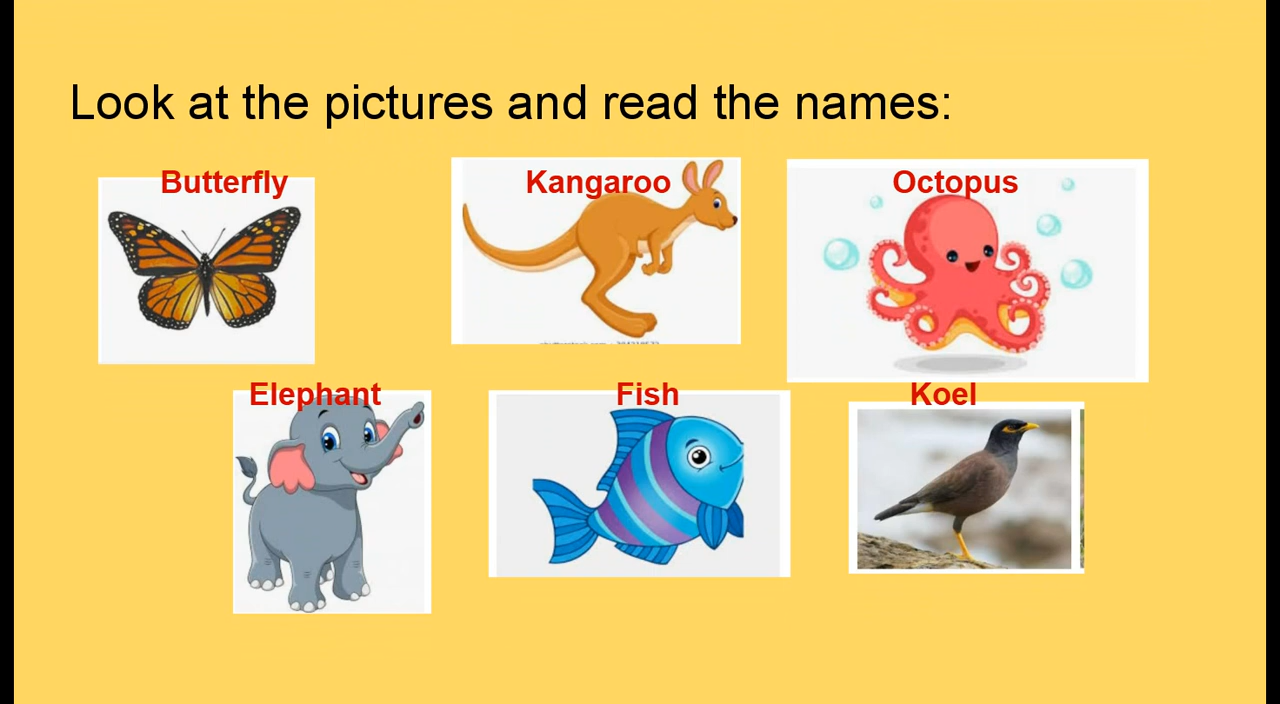 Look at the pictures and read the names:
Butterfly
Kangaroo
Octopus
Elephant
Fish
Koel